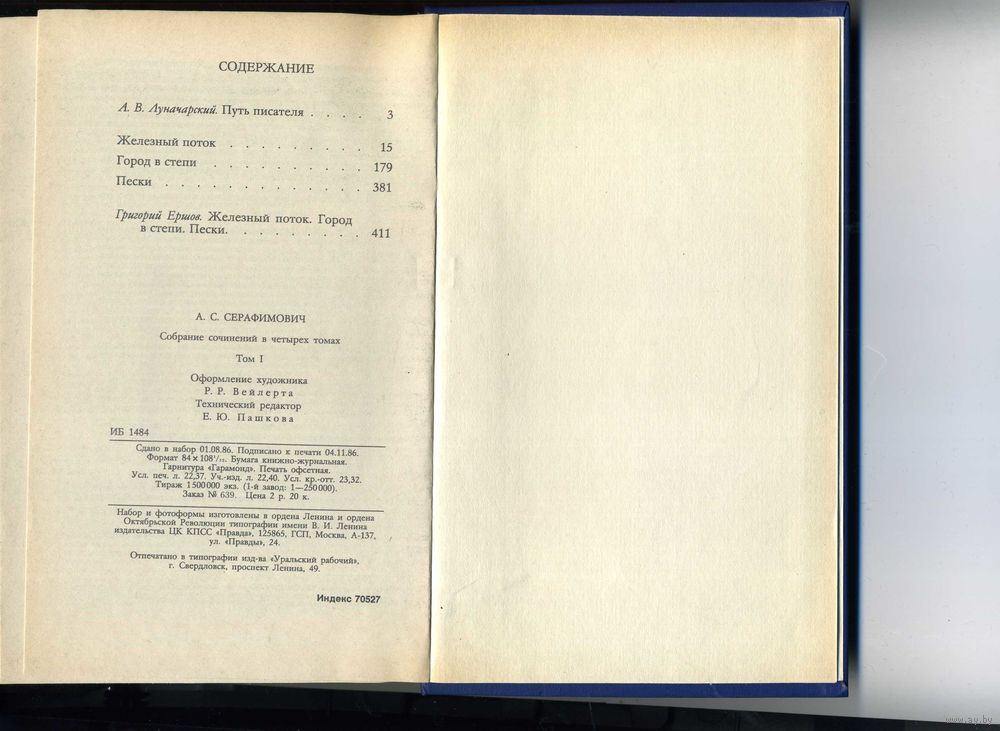 СОДЕРЖАНИЕ
А. В. Луначарский. Путь писателя . . . . 3
Железный поток . . . . . . . . . 15
Город в степи . . . . . . . . . . 179
Пески . . . . . . . . . . . . . 381
Григорий Ершов. Железный поток. Город
в степи. Пески. . . . . . . . . 411
А. С. СЕРАФИМОВИЧ
Собрание сочинений в четырех томах
Том I
Оформление художника
Р. Р. Вейлерта
Технический редактор
Е. Ю. Пашкова
ИБ 1484
Сдано в набор 01.08.86. Подписано к печати 04.11.86.
Формат 84×108¹/₃₂. Бумага книжно-журнальная.
Гарнитура «Гарамонд». Печать офсетная.
Усл. печ. л. 22,37. Уч.-изд. л. 22,40. Усл. кр.-отт. 23,32.
Тираж 1 500 000 экз. (1-й завод: 1—250 000).
Заказ № 639. Цена 2 р. 20 к.
Набор и фотоформы изготовлены в ордена Ленина и ордена
Октябрьской Революции типографии имени В. И. Ленина
издательства ЦК КПСС «Правда», 125865, ГСП, Москва, А-137,
ул. «Правды», 24.
Отпечатано в типографии изд-ва «Уральский рабочий»,
г. Свердловск, проспект Ленина, 49.
Индекс 70527
www.ay.by